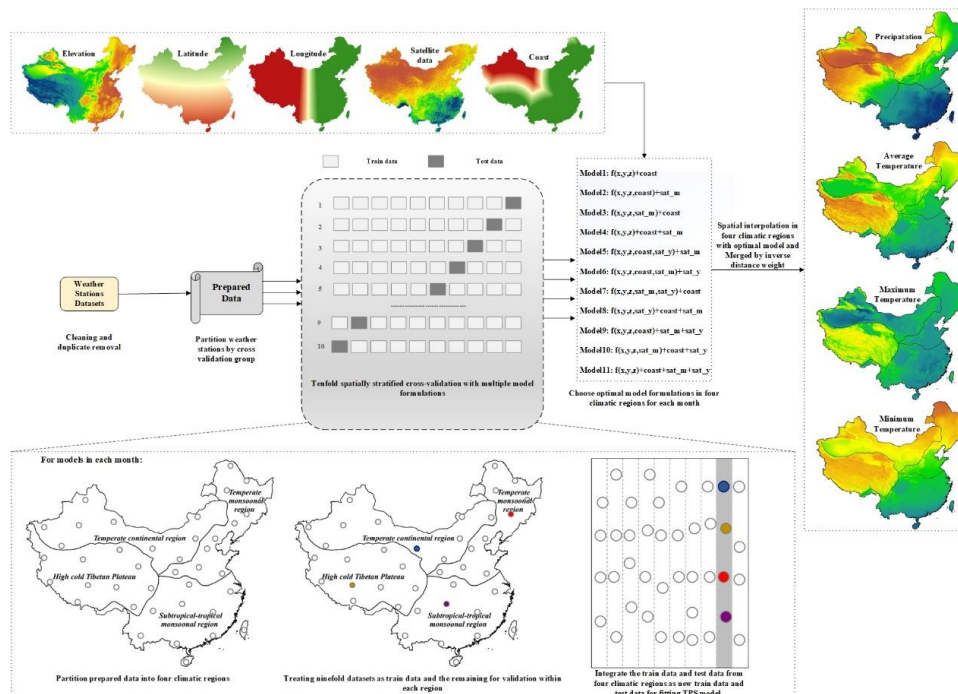 Elevation
Latitude
Longitude
Satellite
data
Coast
Precipatation
Average
Temperature
Maximum
Temperature
Minimum
Temperature
Train data
Test data
1
2
3
4
5
9
10
Tenfold spatially stratified cross-validation with multiple model
formulations
Weather
Stations
Datasets
Cleaning and
duplicate removal
Prepared
Data
Partition weather
stations by cross
validation group
Model1: f(x,y,z)+coast
Model2: f(x,y,z,coast)+sat_m
Model3: f(x,y,z,sat_m)+coast
Model4: f(x,y,z)+coast+sat_m
Model5: f(x,y,z,coast,sat_y)+sat_m
Model6: f(x,y,z,coast,sat_m)+sat_y
Model7: f(x,y,z,sat_m,sat_y)+coast
Model8: f(x,y,z,sat_y)+coast+sat_m
Model9: f(x,y,z,coast)+sat_m+sat_y
Model10: f(x,y,z,sat_m)+coast+sat_y
Model11: f(x,y,z)+coast+sat_m+sat_y
Choose optimal model formulations in four
climatic regions for each month
Spatial interpolation in
four climatic regions
with optimal model and
Merged by inverse
distance weight
For models in each month:
Temperate
monsoonal
region
Temperate continental region
High cold Tibetan Plateau
Subtropical-tropical
monsoonal region
Partition prepared data into four climatic regions
Temperate
monsoonal
region
Temperate continental region
High cold Tibetan Plateau
Subtropical-tropical
monsoonal region
Treating ninefold datasets as train data and the remaining for validation within
each region
Integrate the train data and test data from
four climatic regions as new train data and
test data for fitting TPS model